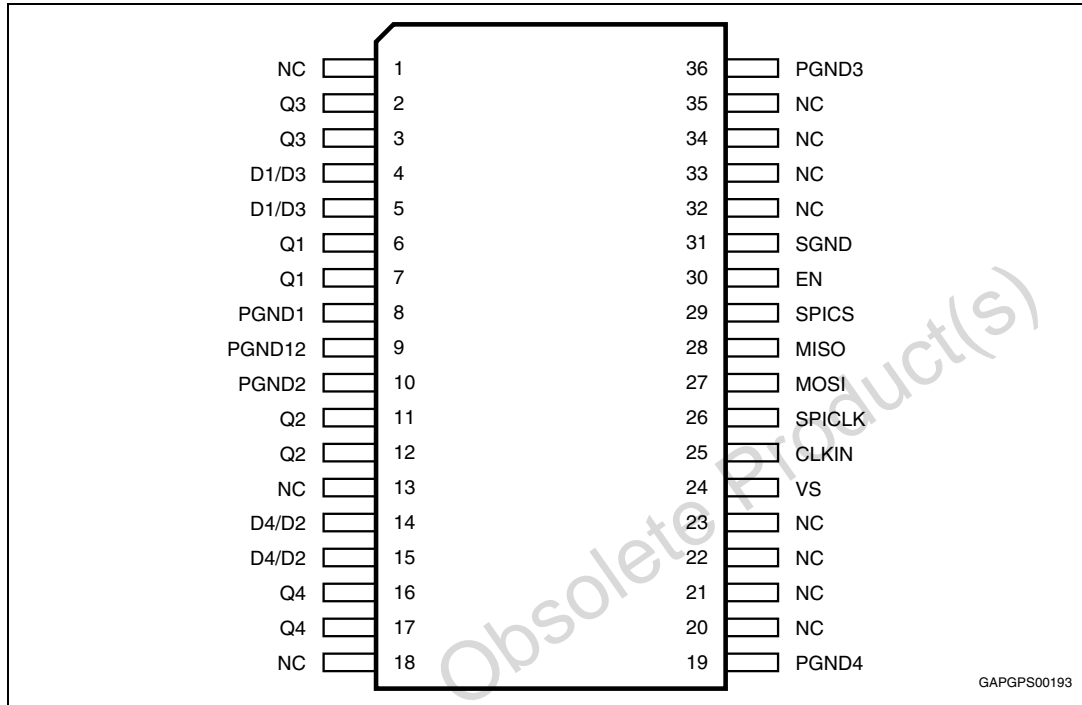 NC 1 36 PGND3
Q3 2 35 NC
Q3 3 34 NC
D1/D3 4 33 NC
D1/D3 5 32 NC
Q1 6 31 SGND
Q1 7 30 EN
PGND1 8 29 SPICS
PGND12 9 28 MISO
PGND2 10 27 MOSI
Q2 11 26 SPICLK
Q2 12 25 CLKIN
NC 13 24 VS
D4/D2 14 23 NC
D4/D2 15 22 NC
Q4 16 21 NC
Q4 17 20 NC
NC 18 19 PGND4
Obsolete Product(s)
GAPGPS00193